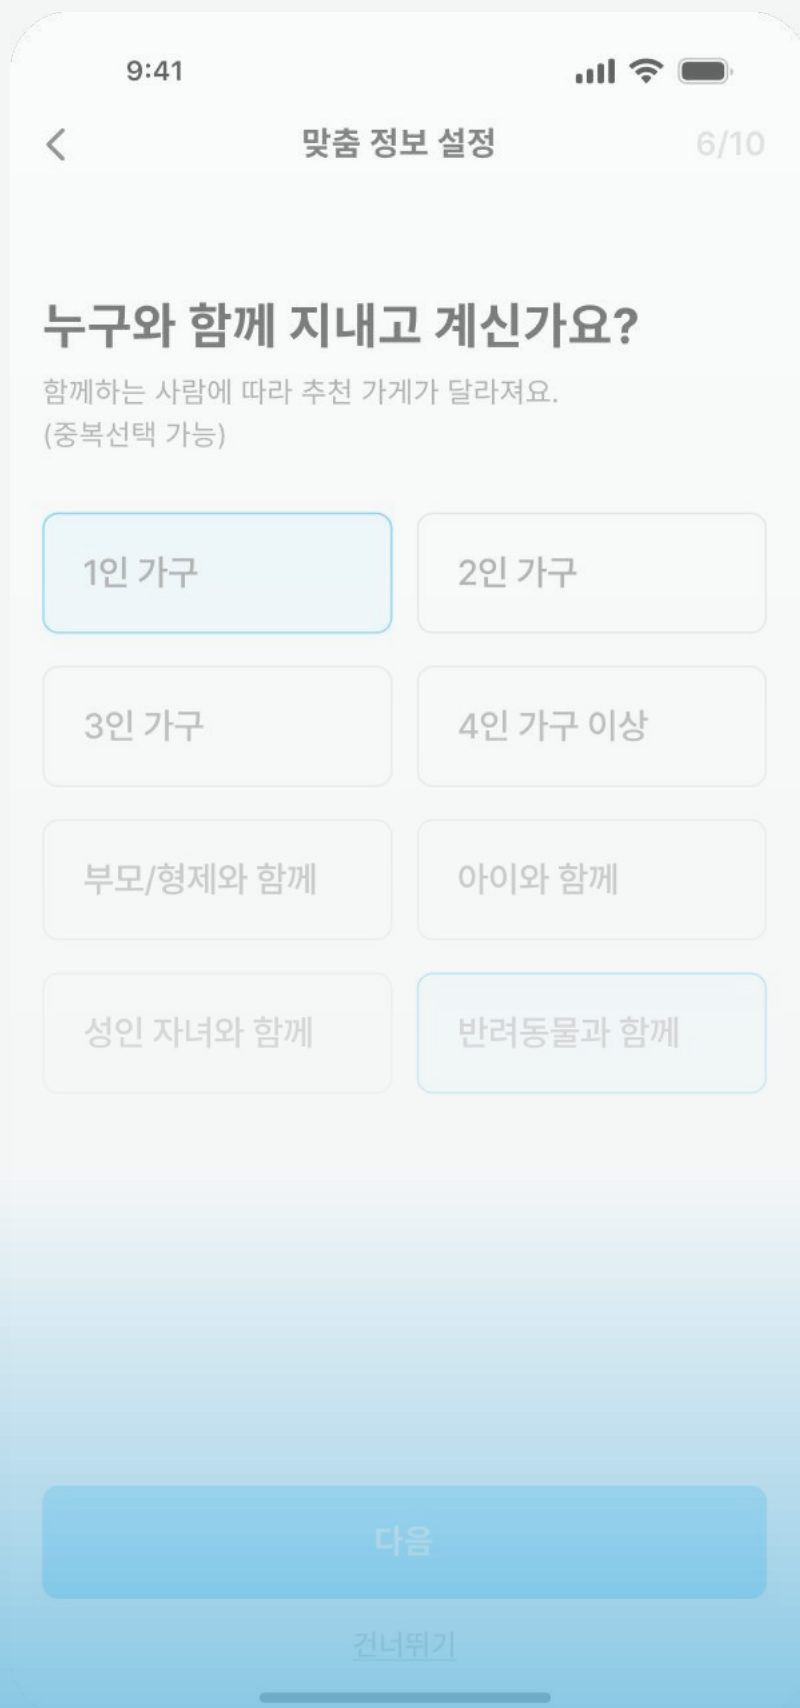 9:41
맞춤 정보 설정 6/10
누구와 함께 지내고 계신가요?
함께하는 사람에 따라 추천 가게가 달라져요.
(중복선택 가능)
1인 가구 2인 가구
3인 가구 4인 가구 이상
부모/형제와 함께 아이와 함께
성인 자녀와 함께 반려동물과 함께
다음
건너뛰기